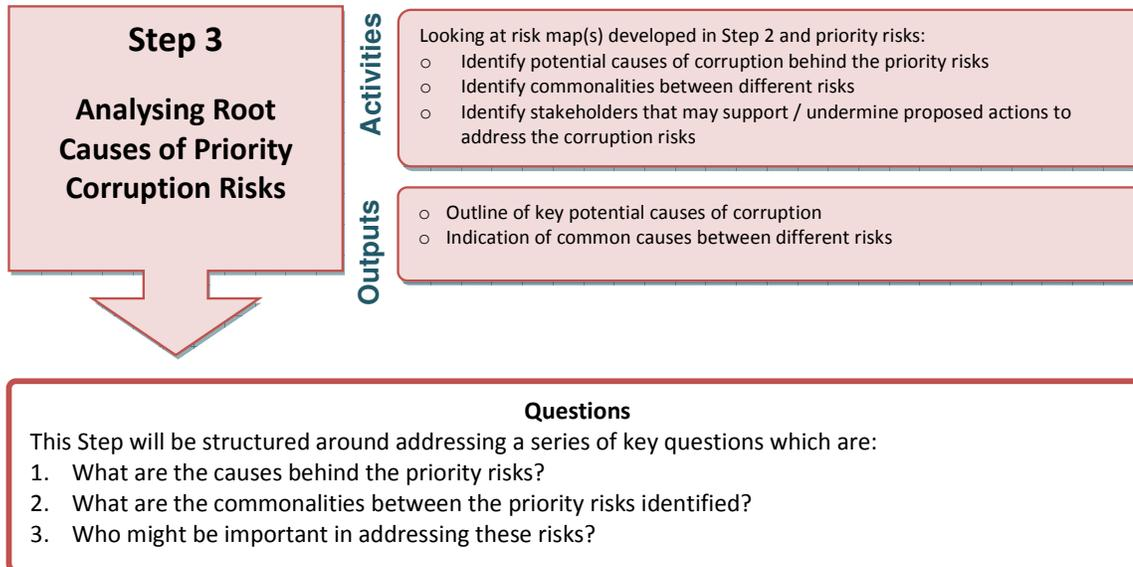 Step 3
Analysing Root
Causes of Priority
Corruption Risks
Activities
Looking at risk map(s) developed in Step 2 and priority risks:
o Identify potential causes of corruption behind the priority risks
o Identify commonalities between different risks
o Identify stakeholders that may support / undermine proposed actions to
address the corruption risks
Outputs
o Outline of key potential causes of corruption
o Indication of common causes between different risks
Questions
This Step will be structured around addressing a series of key questions which are:
1. What are the causes behind the priority risks?
2. What are the commonalities between the priority risks identified?
3. Who might be important in addressing these risks?